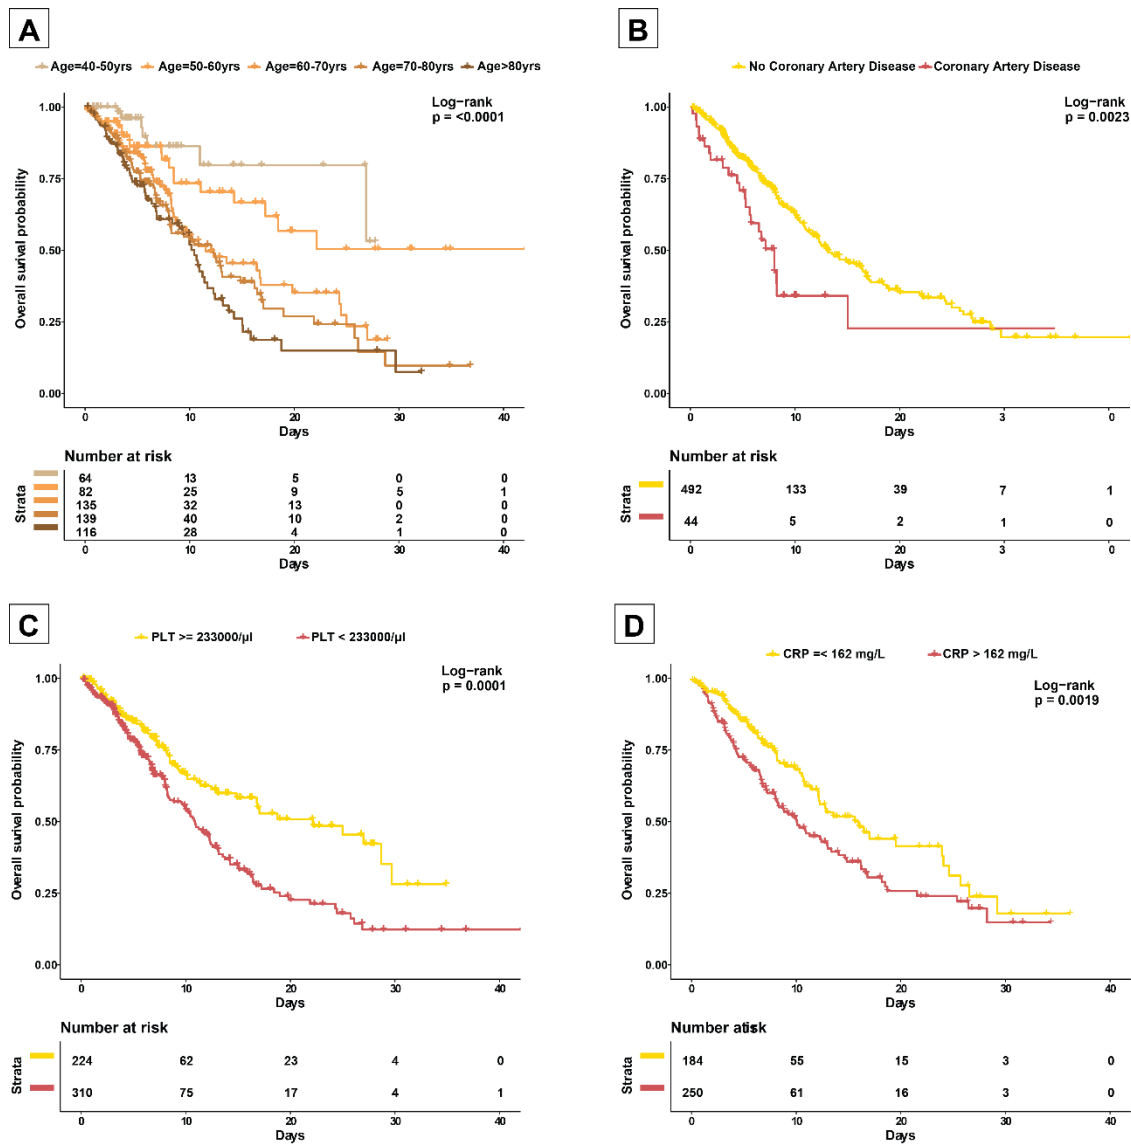 A
Age=40-50yrs Age=50-60yrs Age=60-70yrs Age=70-80yrs Age>80yrs
Log-rank
p = <0.0001
1.00
0.75
0.50
0.25
0.00
Overall surival probability
0 10 20 30 40
Days
Number at risk
Strata
64 13 5 0 0
82 25 9 5 1
135 32 13 0 0
139 40 10 2 0
116 28 4 1 0
0 10 20 30 40
Days
B
No Coronary Artery Disease Coronary Artery Disease
Log-rank
p = 0.0023
1.00
0.75
0.50
0.25
0.00
Overall surival probability
0 10 20 3 0
Days
Number at risk
Strata
492 133 39 7 1
44 5 2 1 0
0 10 20 3 0
Days
C
PLT >= 233000/µl PLT < 233000/µl
Log-rank
p = 0.0001
1.00
0.75
0.50
0.25
0.00
Overall surival probability
0 10 20 30 40
Days
Number at risk
Strata
224 62 23 4 0
310 75 17 4 1
0 10 20 30 40
Days
D
CRP =< 162 mg/L CRP > 162 mg/L
Log-rank
p = 0.0019
1.00
0.75
0.50
0.25
0.00
Overall surival probability
0 10 20 30 40
Days
Number atisk
Strata
184 55 15 3 0
250 61 16 3 0
0 10 20 30 40
Days